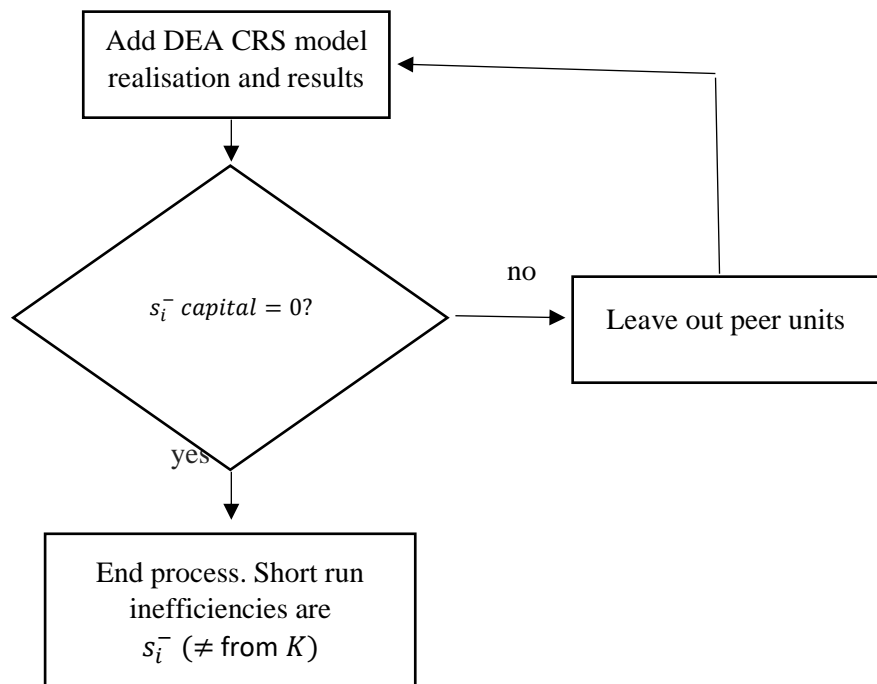 Add DEA CRS model
realisation and results
s_i^- capital = 0?
no
Leave out peer units
yes
End process. Short run
inefficiencies are
s_i^- (≠ from K)